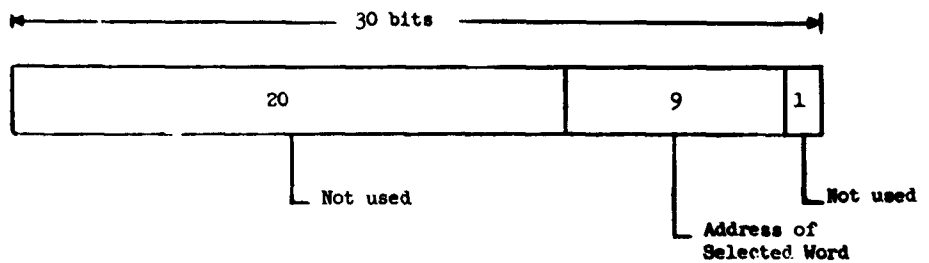 30 bits
20
9
1
Not used
Not used
Address of
Selected Word